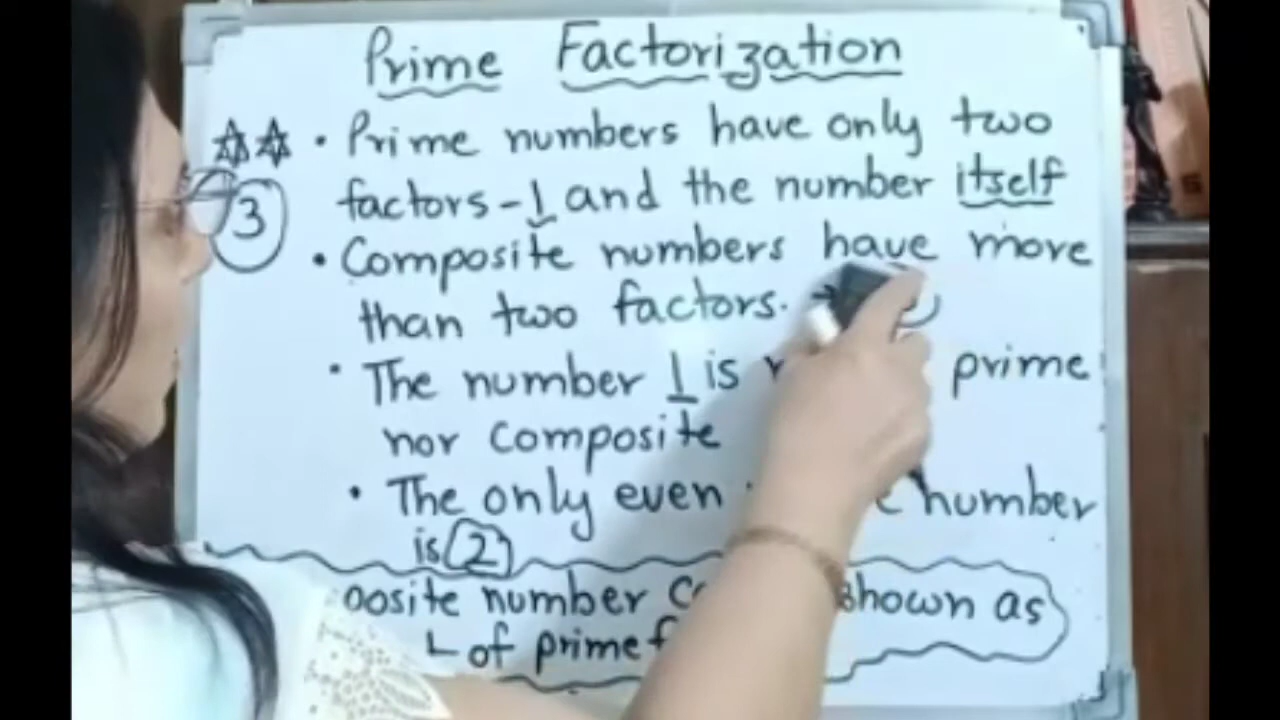 Prime Factorization
• Prime numbers have only two
3
factors - 1 and the number itself
• Composite numbers have more
than two factors.
• The number 1 is prime
nor composite
• The only even number
is 2
number shown as
of prime